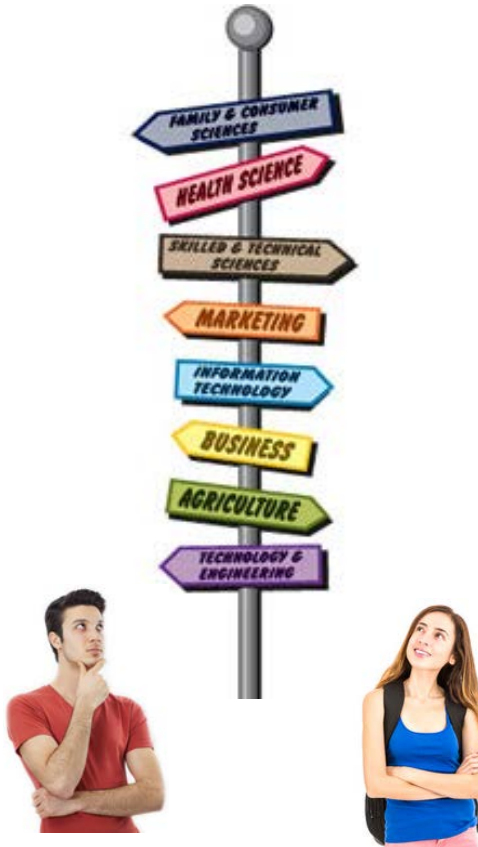 FAMILY & CONSUMER
SCIENCES
HEALTH SCIENCE
SKILLED & TECHNICAL
SCIENCES
MARKETING
INFORMATION
TECHNOLOGY
BUSINESS
AGRICULTURE
TECHNOLOGY &
ENGINEERING